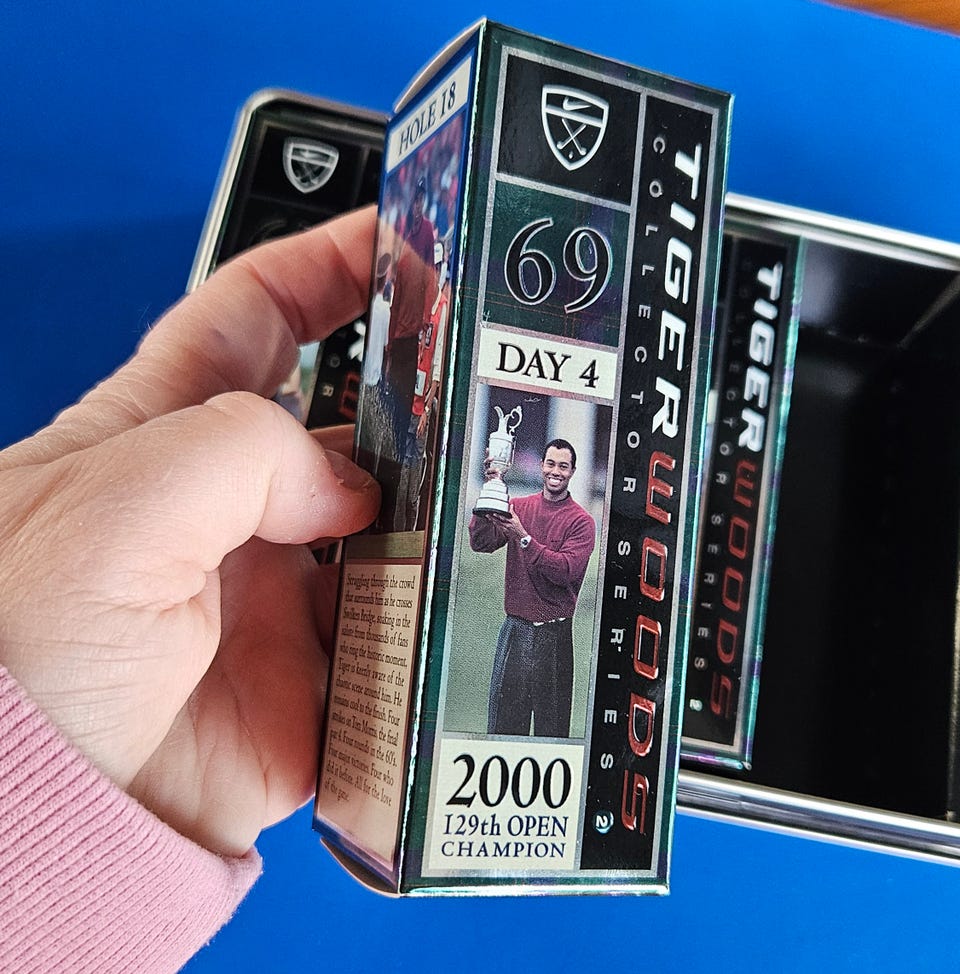 HOLE 18
Struggling through the crowd
that surrounds him as he crosses
Swilken Bridge, soaking in the
salute from thousands of fans
who ring the historic moment,
Tiger is keenly aware of the
chaotic scene around him. He
remains cool to the finish. Four
strokes on Tom Morris, the final
par 4. Four rounds in the 60's.
Four major victories. Four who
did it before. All for the love
of the game.
69
DAY 4
2000
129th OPEN
CHAMPION
TIGER WOODS
COLLECTOR SERIES 2
TIGER WOODS
SERIES 2